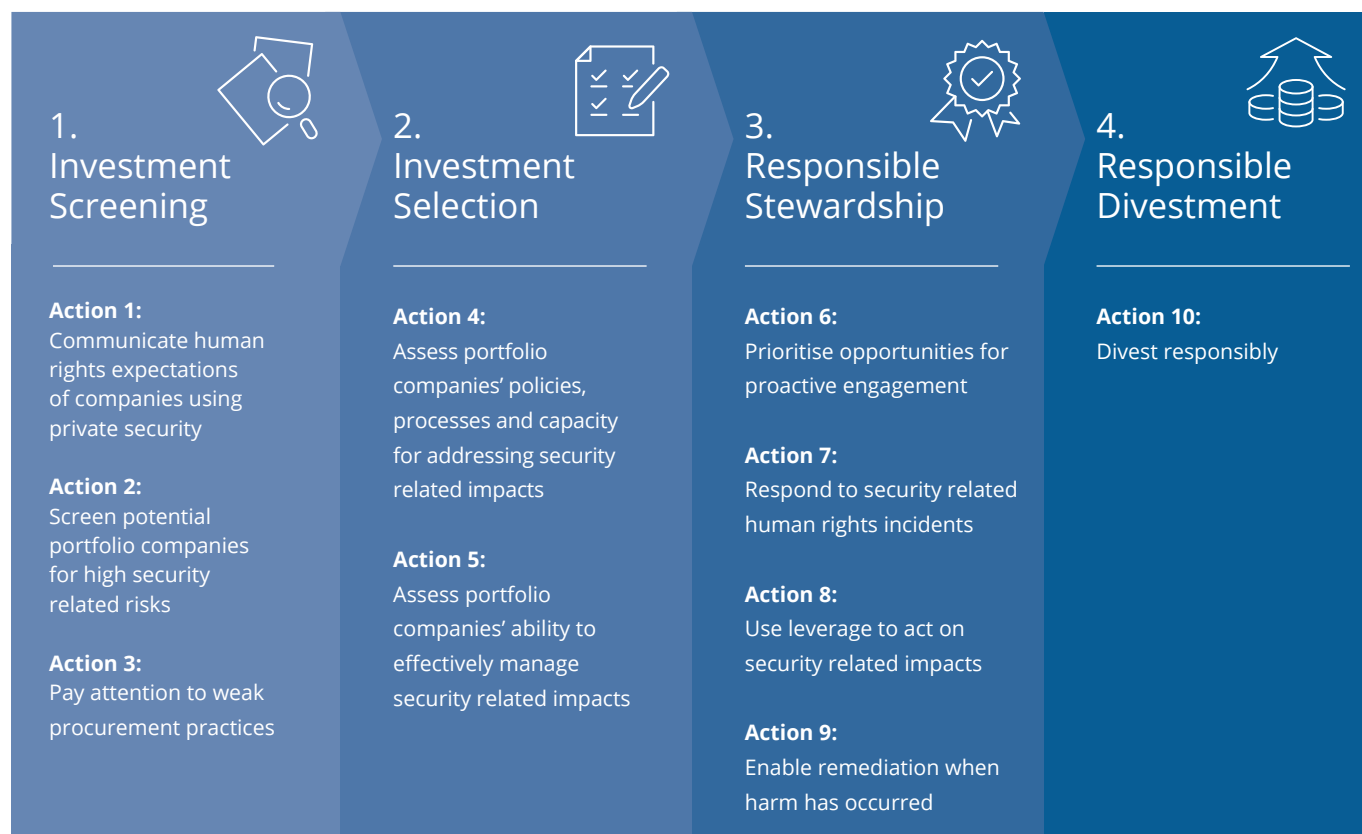 1.
Investment
Screening
Action 1:
Communicate human
rights expectations
of companies using
private security
Action 2:
Screen potential
portfolio companies
for high security
related risks
Action 3:
Pay attention to weak
procurement practices
2.
Investment
Selection
Action 4:
Assess portfolio
companies’ policies,
processes and capacity
for addressing security
related impacts
Action 5:
Assess portfolio
companies’ ability to
effectively manage
security related impacts
3.
Responsible
Stewardship
Action 6:
Prioritise opportunities for
proactive engagement
Action 7:
Respond to security related
human rights incidents
Action 8:
Use leverage to act on
security related impacts
Action 9:
Enable remediation when
harm has occurred
4.
Responsible
Divestment
Action 10:
Divest responsibly